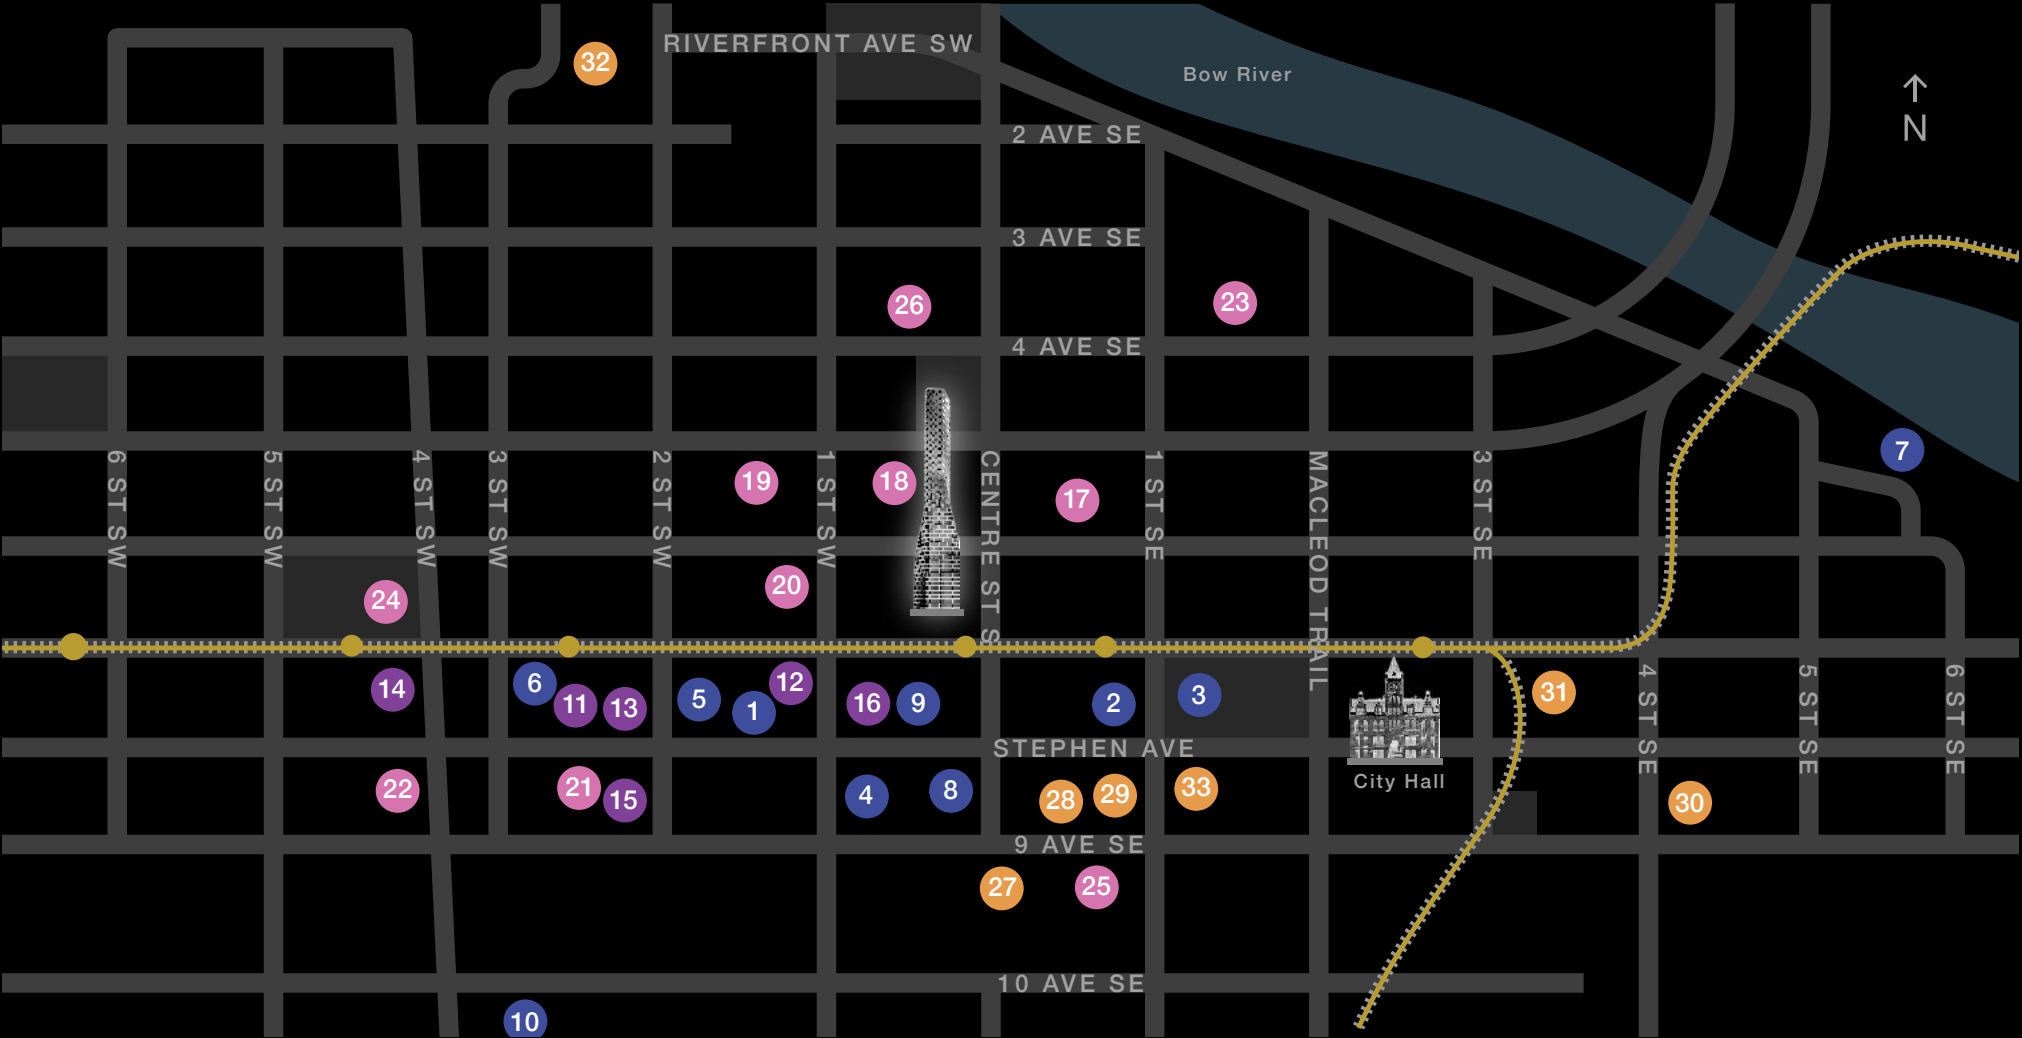 RIVERFRONT AVE SW
32
Bow River
N
2 AVE SE
3 AVE SE
26
23
4 AVE SE
7
6 ST SW
5 ST SW
4 ST SW
3 ST SW
2 ST SW
19
1 ST SW
18
CENTRE ST S
17
1 ST SE
MACLEOD TRAIL
3 ST SE
24
20
14
6
11
13
5
1
12
16
9
2
3
31
4 ST SE
5 ST SE
6 ST SE
STEPHEN AVE
City Hall
22
21
15
4
8
28
29
33
30
9 AVE SE
27
25
10 AVE SE
10